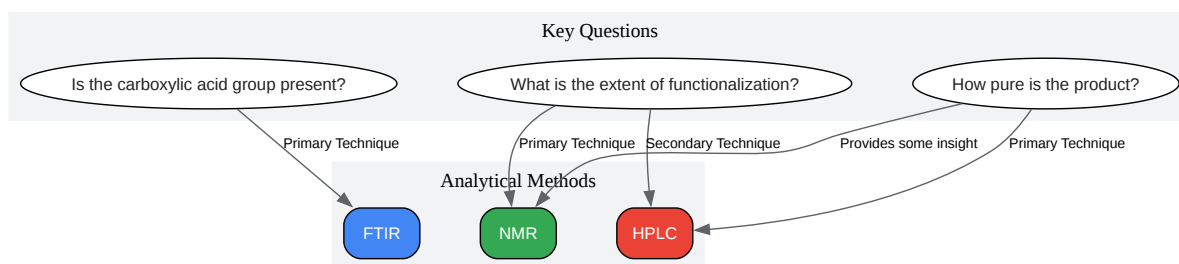 Key Questions
Is the carboxylic acid group present?
What is the extent of functionalization?
How pure is the product?
Primary Technique
Primary Technique
Secondary Technique
Provides some insight
Primary Technique
Analytical Methods
FTIR
NMR
HPLC